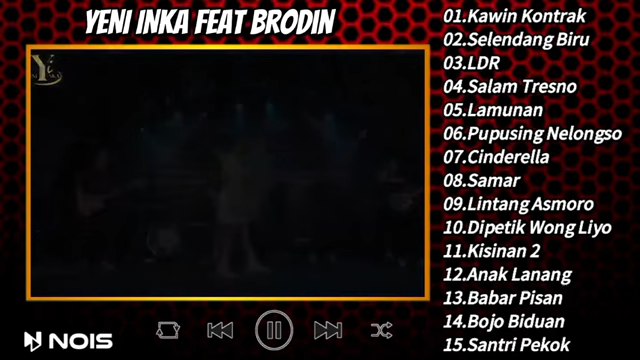 YENI INKA FEAT BRODIN
Y
01.Kawin Kontrak
02.Selendang Biru
03.LDR
04.Salam Tresno
05.Lamunan
06.Pupusing Nelongso
07.Cinderella
08.Samar
09.Lintang Asmoro
10.Dipetik Wong Liyo
11.Kisinan 2
12.Anak Lanang
13.Babar Pisan
14.Bojo Biduan
15.Santri Pekok
NOIS